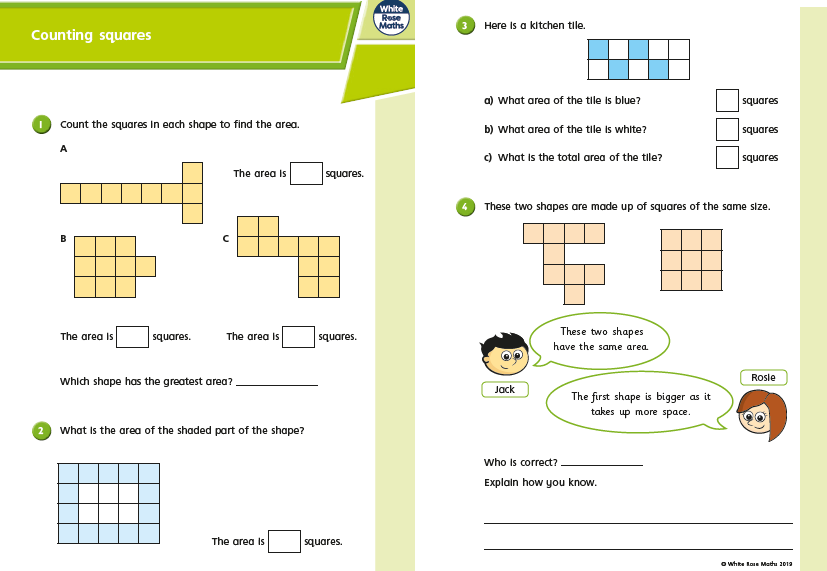 Counting squares
White
Rose
Maths
1 Count the squares in each shape to find the area.
A
The area is squares.
B
C
The area is squares.
The area is squares.
Which shape has the greatest area?
2 What is the area of the shaded part of the shape?
The area is squares.
3 Here is a kitchen tile.
a) What area of the tile is blue? squares
b) What area of the tile is white? squares
c) What is the total area of the tile? squares
4 These two shapes are made up of squares of the same size.
These two shapes
have the same area.
Jack
Rosie
The first shape is bigger as it
takes up more space.
Who is correct?
Explain how you know.
© White Rose Maths 2019